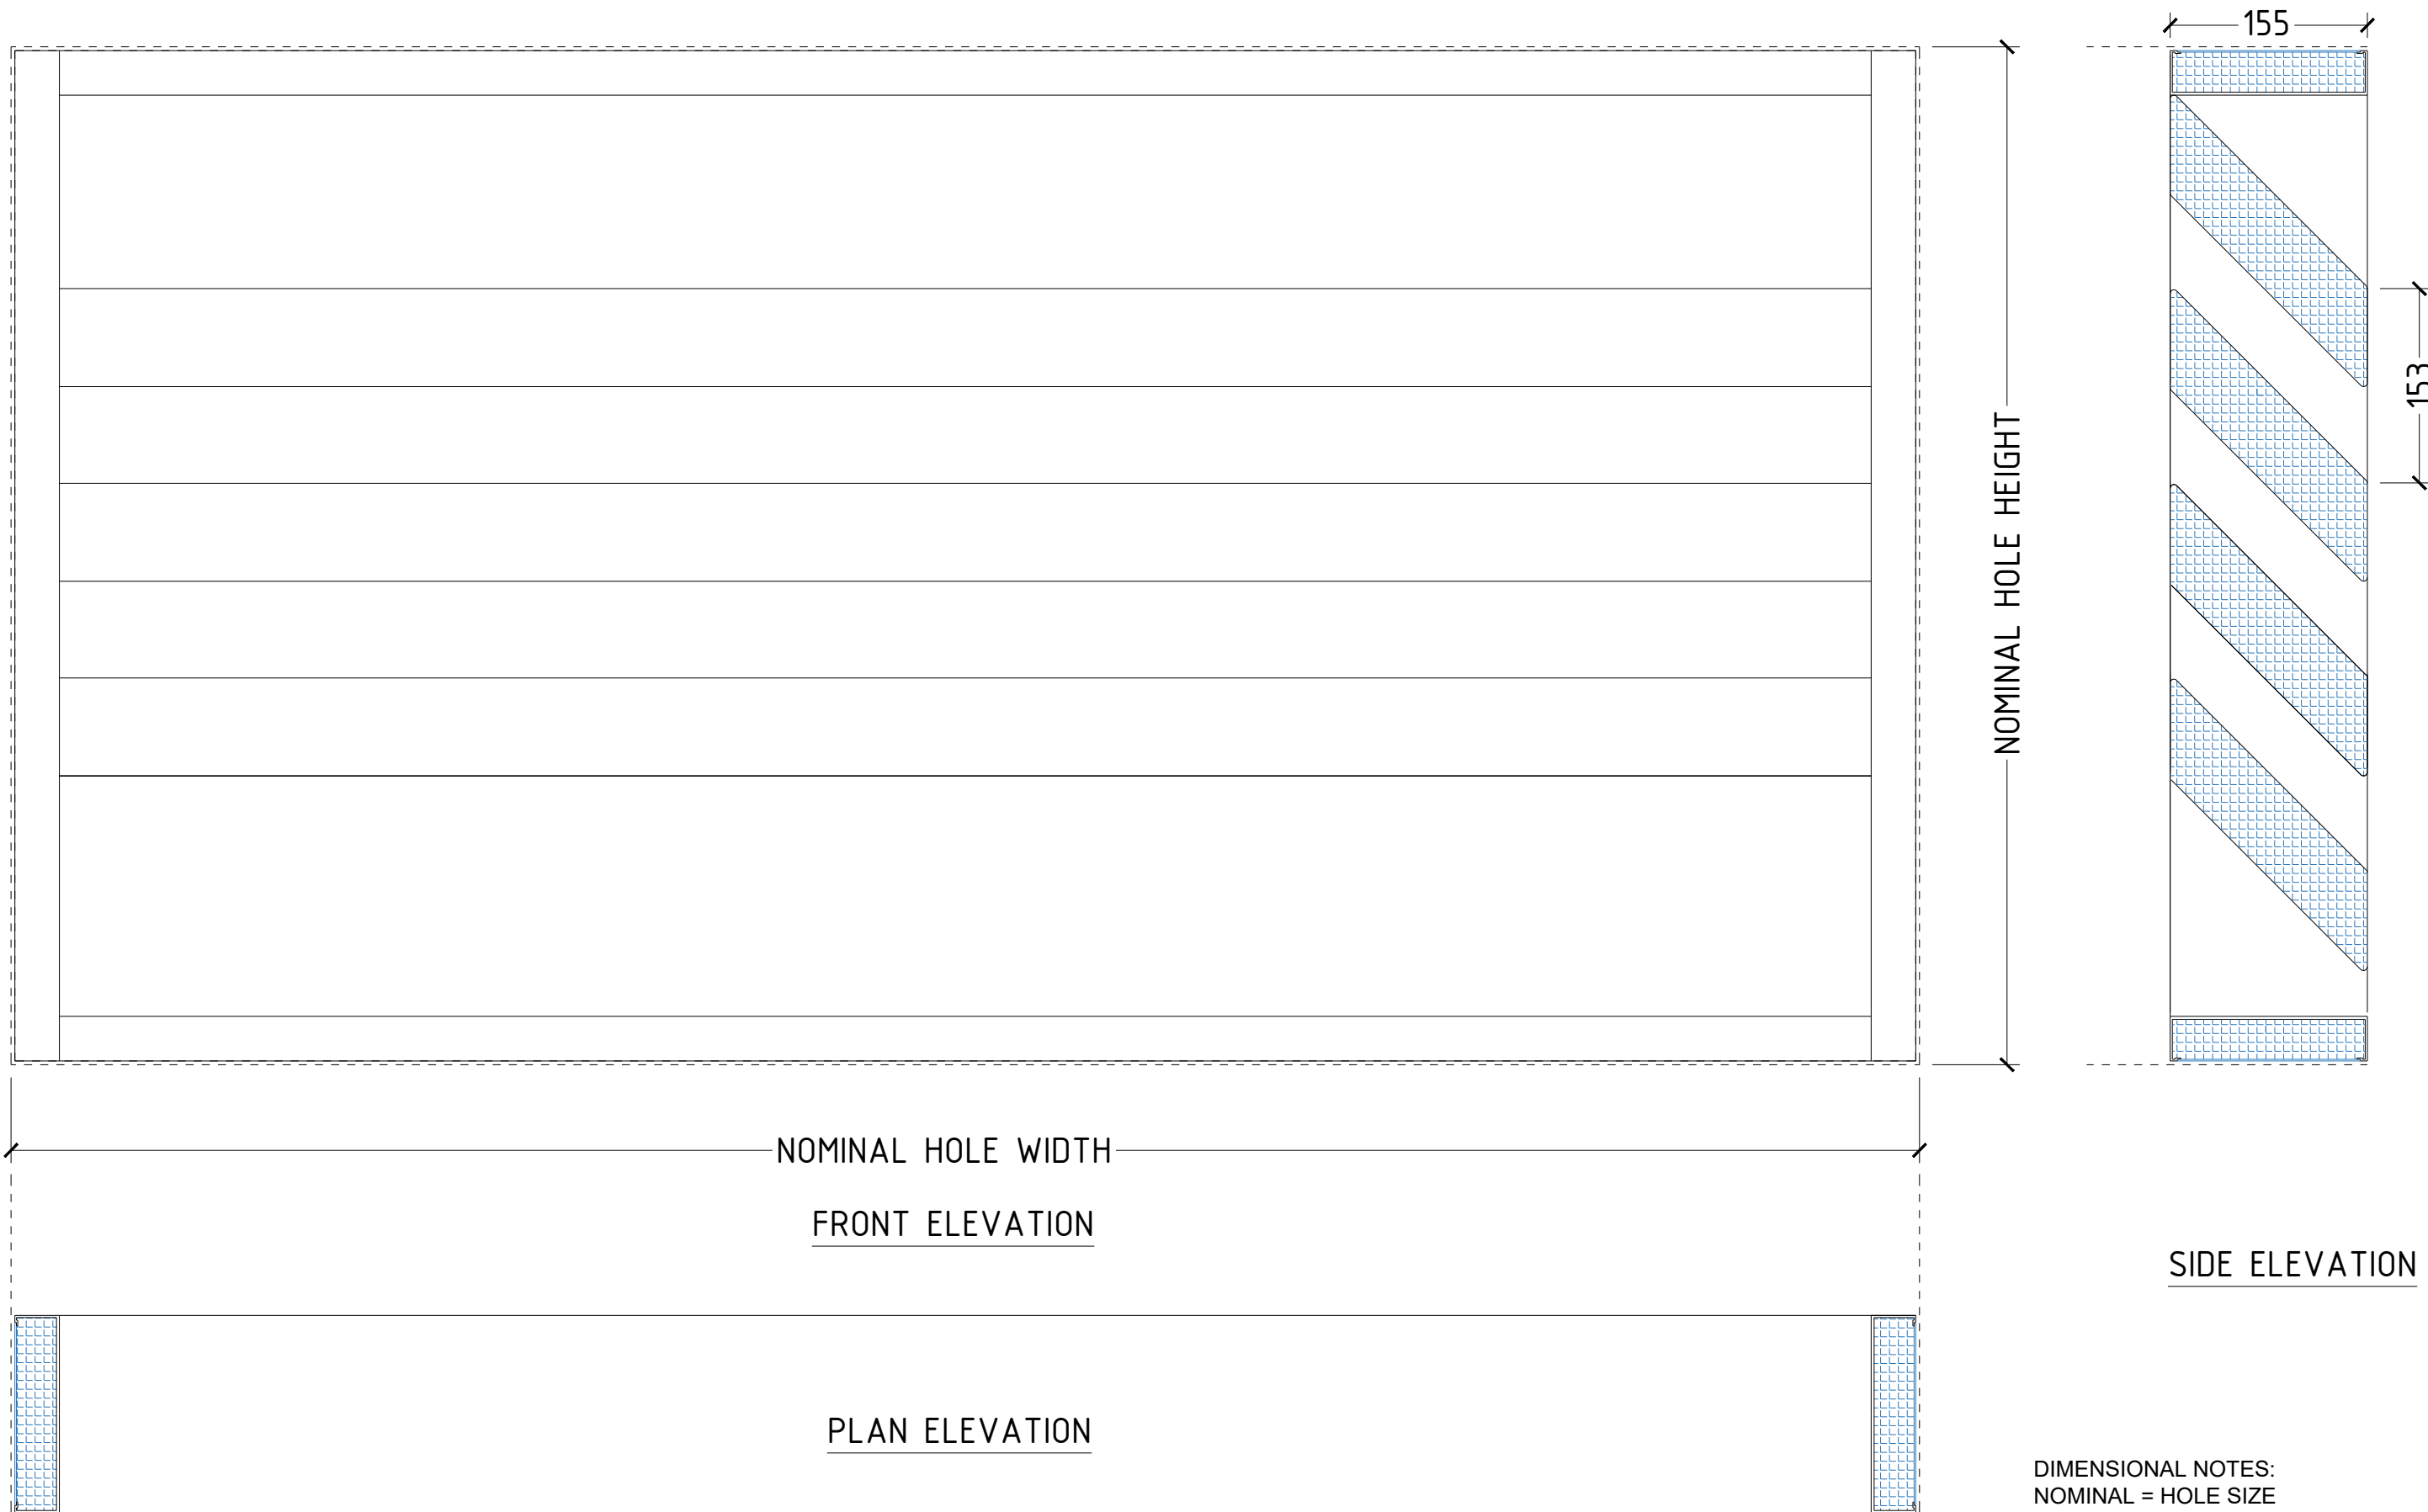 155
153
NOMINAL HOLE HEIGHT
NOMINAL HOLE WIDTH
FRONT ELEVATION
SIDE ELEVATION
PLAN ELEVATION
DIMENSIONAL NOTES:
NOMINAL = HOLE SIZE